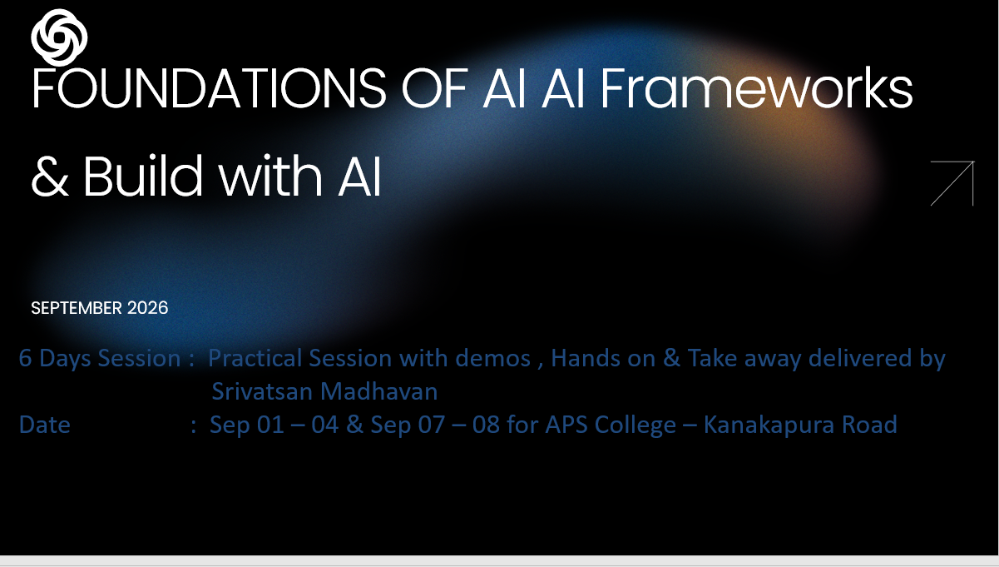 FOUNDATIONS OF AI AI Frameworks
& Build with AI
SEPTEMBER 2026
6 Days Session : Practical Session with demos , Hands on & Take away delivered by
Srivatsan Madhavan
Date : Sep 01 – 04 & Sep 07 – 08 for APS College – Kanakapura Road